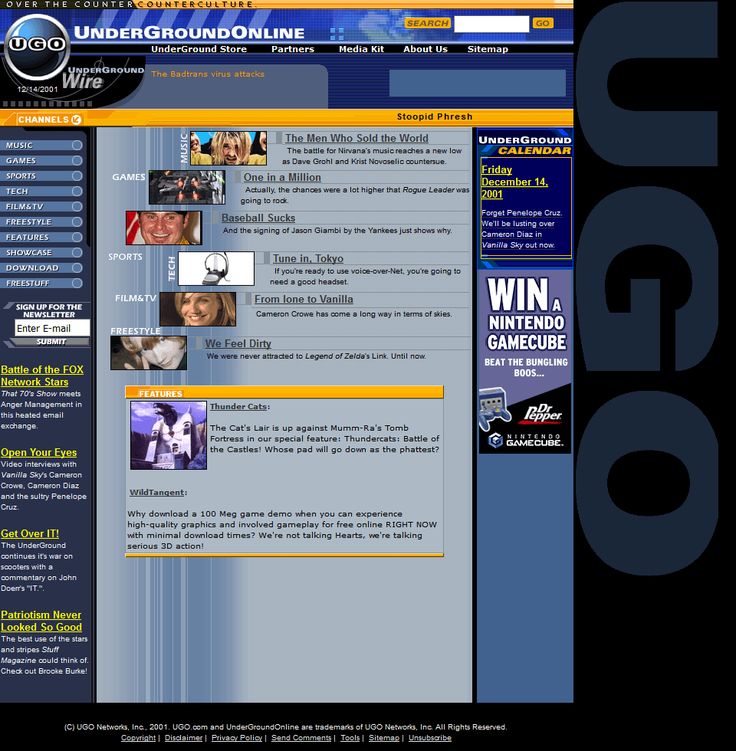 OVER THE COUNTER COUNTERCULTURE.
UGO
UNDERGROUNDONLINE
SEARCH
GO
UnderGround Store
Partners
Media Kit
About Us
Sitemap
UNDERGROUND
Wire
12/14/2001
The Badtrans virus attacks
CHANNELS
Stoopid Phresh
MUSIC
GAMES
SPORTS
TECH
FILM&TV
FREESTYLE
FEATURES
SHOWCASE
DOWNLOAD
FREESTUFF
SIGN UP FOR THE
NEWSLETTER
Enter E-mail
SUBMIT
Battle of the FOX
Network Stars
That 70's Show meets
Anger Management in
this heated email
exchange.
Open Your Eyes
Video interviews with
Vanilla Sky's Cameron
Crowe, Cameron Diaz
and the sultry Penelope
Cruz.
Get Over IT!
The UnderGround
continues it's war on
scooters with a
commentary on John
Doerr's "IT.".
Patriotism Never
Looked So Good
The best use of the stars
and stripes Stuff
Magazine could think of.
Check out Brooke Burke!
MUSIC
The Men Who Sold the World
The battle for Nirvana's music reaches a new low
as Dave Grohl and Krist Novoselic countersue.
GAMES
One in a Million
Actually, the chances were a lot higher that Rogue Leader was
going to rock.
Baseball Sucks
And the signing of Jason Giambi by the Yankees just shows why.
SPORTS
TECH
Tune in, Tokyo
If you're ready to use voice-over-Net, you're going to
need a good headset.
FILM&TV
From Ione to Vanilla
Cameron Crowe has come a long way in terms of skies.
FREESTYLE
We Feel Dirty
We were never attracted to Legend of Zelda's Link. Until now.
FEATURES
Thunder Cats:
The Cat's Lair is up against Mumm-Ra's Tomb
Fortress in our special feature: Thundercats: Battle of
the Castles! Whose pad will go down as the phattest?
WildTangent:
Why download a 100 Meg game demo when you can experience
high-quality graphics and involved gameplay for free online RIGHT NOW
with minimal download times? We're not talking Hearts, we're talking
serious 3D action!
UNDERGROUND
CALENDAR
Friday
December 14,
2001
Forget Penelope Cruz.
We'll be lusting over
Cameron Diaz in
Vanilla Sky out now.
WIN A
NINTENDO
GAMECUBE
BEAT THE BUNGLING
BOOS...
Dr Pepper
NINTENDO
GAMECUBE.
UGO
(C) UGO Networks, Inc., 2001. UGO.com and UnderGroundOnline are trademarks of UGO Networks, Inc. All Rights Reserved.
Copyright | Disclaimer | Privacy Policy | Send Comments | Tools | Sitemap | Unsubscribe